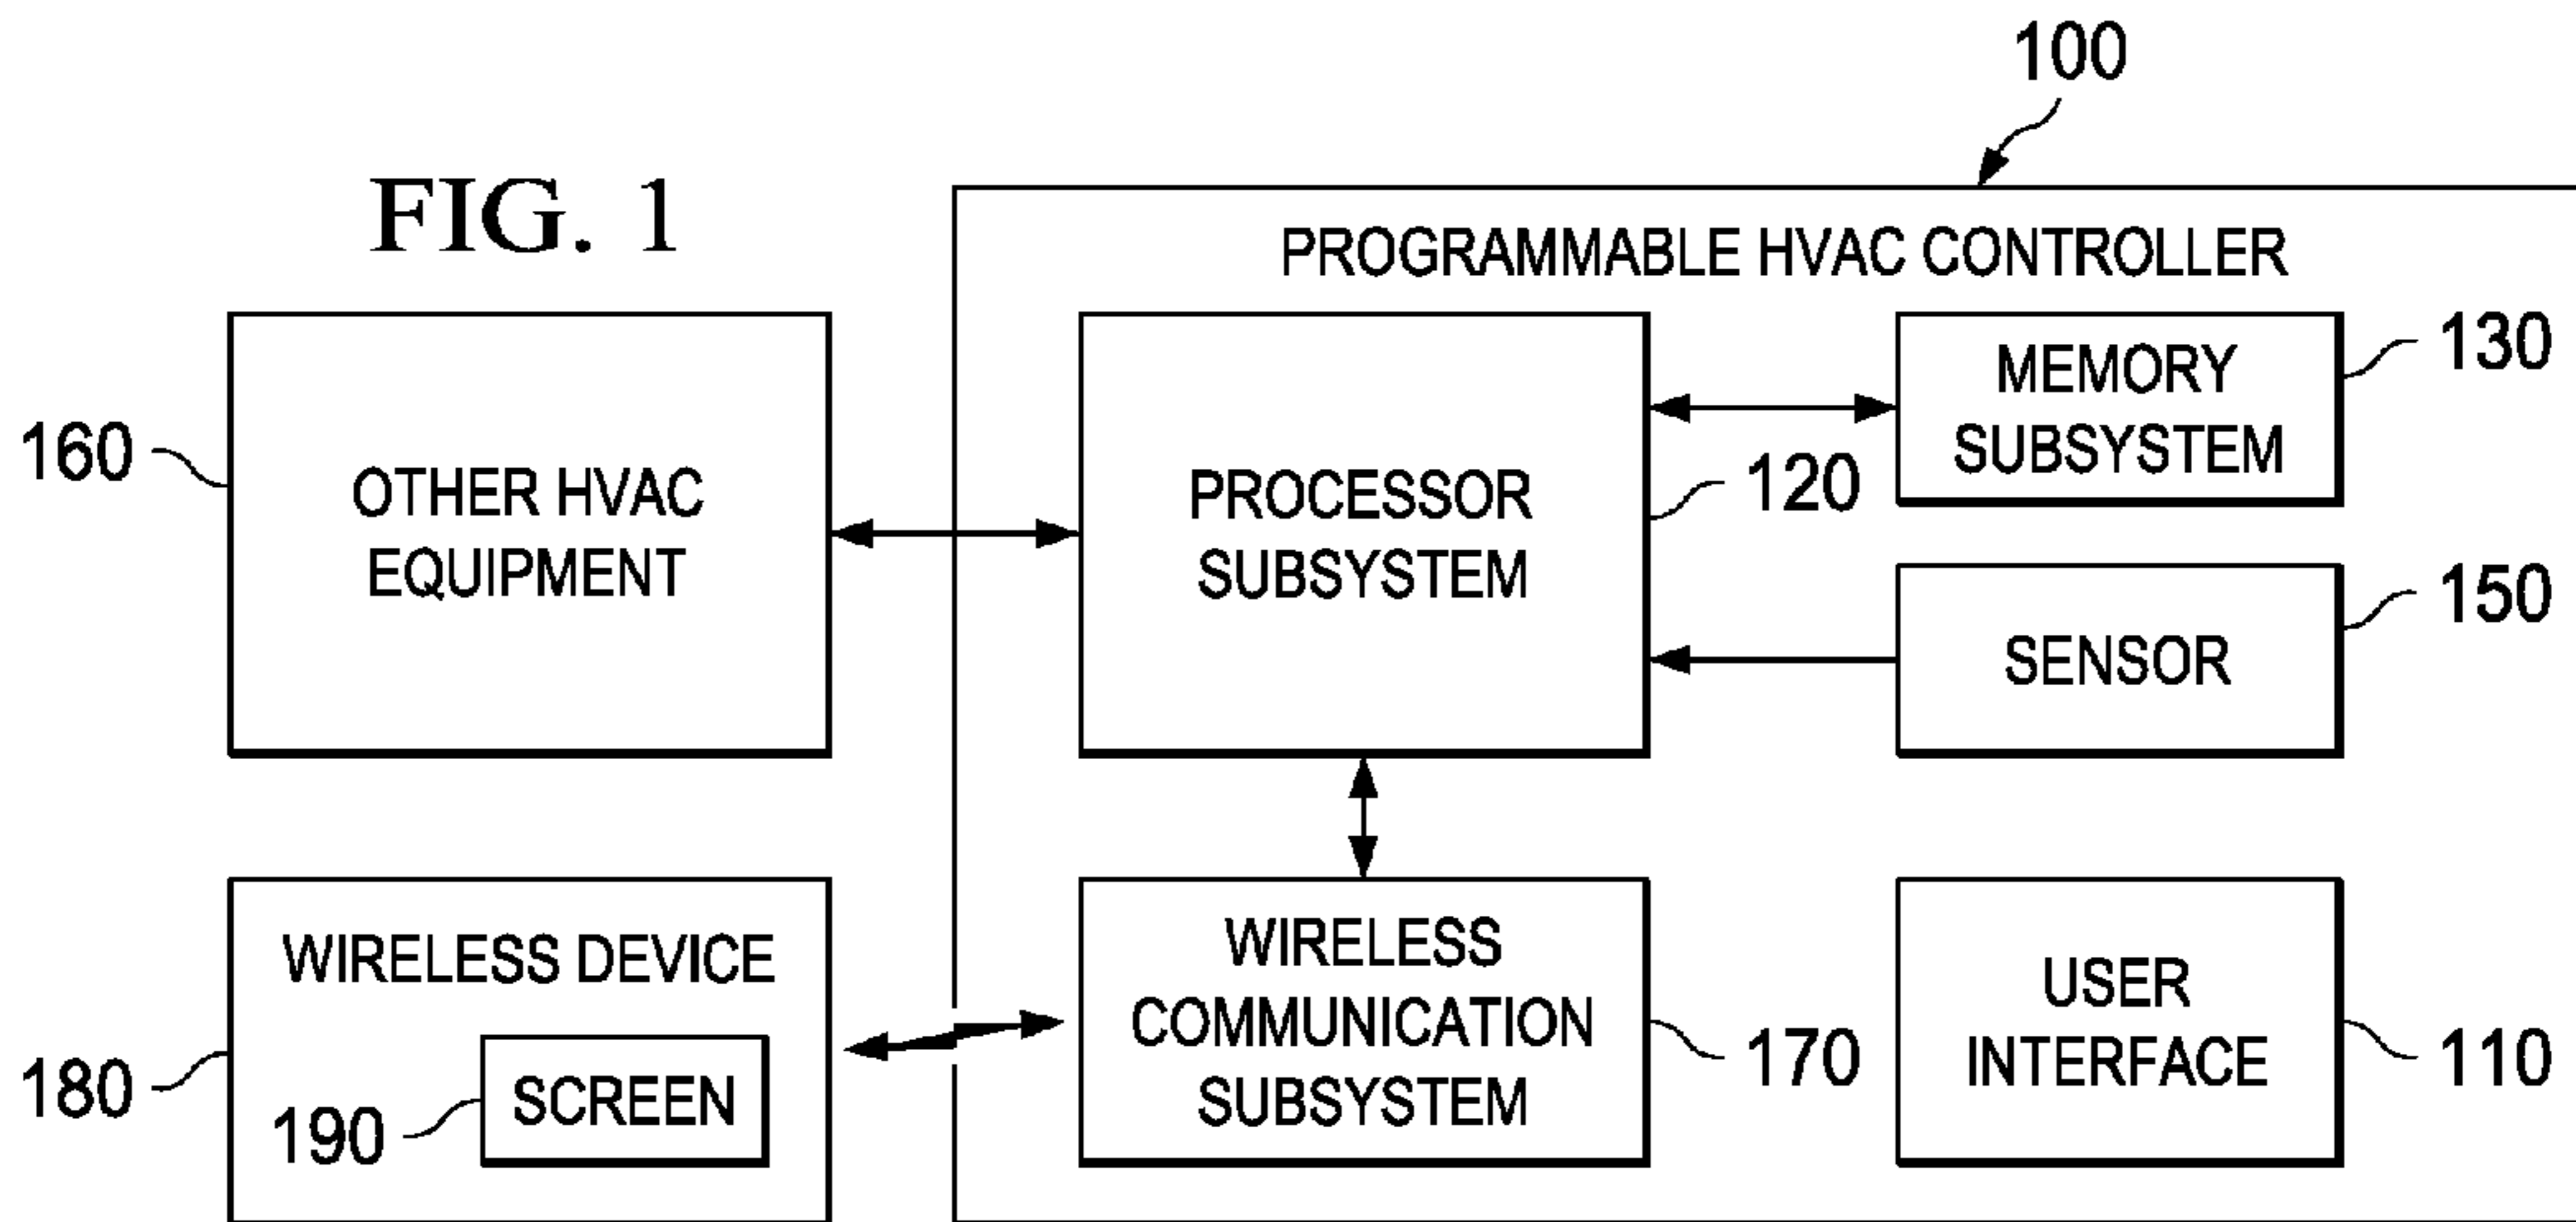 100
FIG. 1
PROGRAMMABLE HVAC CONTROLLER
160
OTHER HVAC
EQUIPMENT
PROCESSOR
SUBSYSTEM
120
MEMORY
SUBSYSTEM
130
SENSOR
150
180
WIRELESS DEVICE
190
SCREEN
WIRELESS
COMMUNICATION
SUBSYSTEM
170
USER
INTERFACE
110